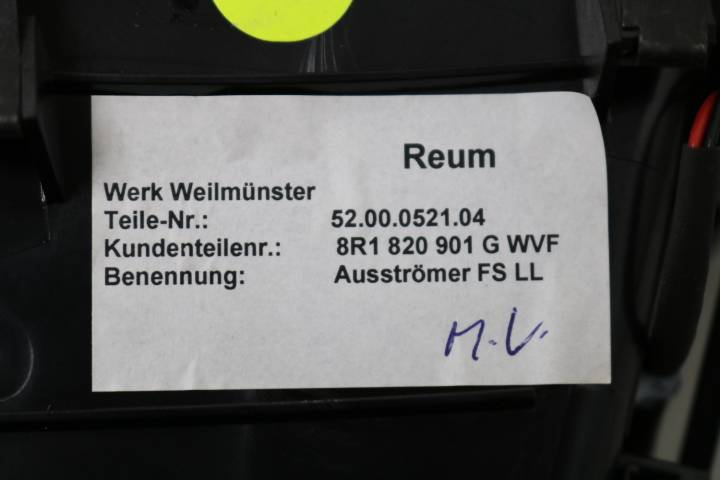 Reum
Werk Weilmünster
Teile-Nr.: 52.00.0521.04
Kundenteilenr.: 8R1 820 901 G WVF
Benennung: Ausströmer FS LL
M.V.